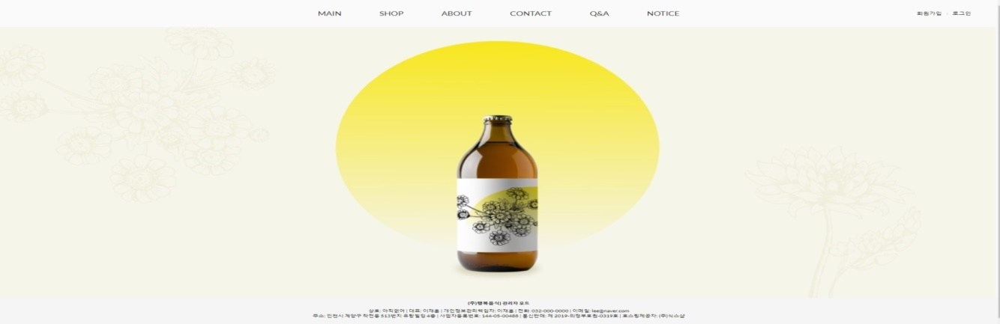 MAIN SHOP ABOUT CONTACT Q&A NOTICE 회원가입 | 로그인
(주)행복음식| 관리자 모드
상호: 아직없어 | 대표: 이재홀 | 개인정보관리책임자: 이재홀 | 전화: 032-000-0000 | 이메일: lee@naver.com
주소: 인천시 계양구 작전동 513번지 유림빌딩 4층 | 사업자등록번호: 144-05-00488 | 통신판매: 제 2019-의정부호원-0319호 | 호스팅제공자: (주)식스샵